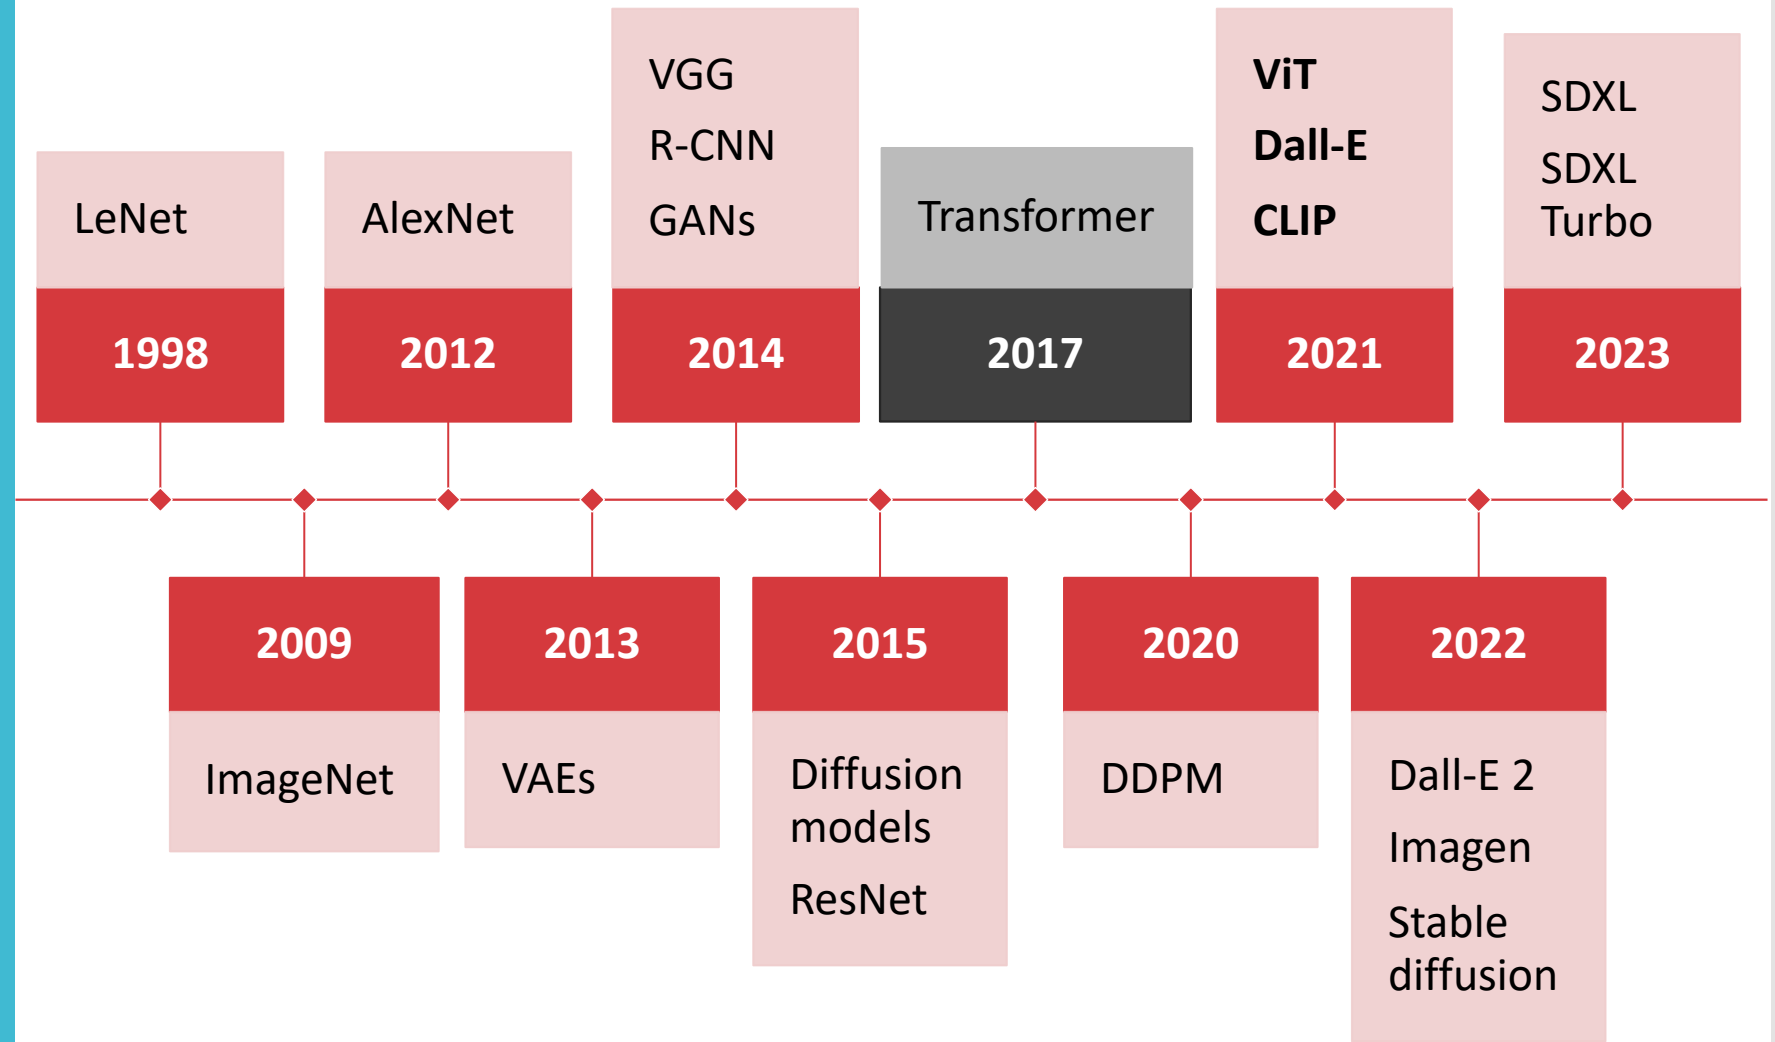 LeNet
1998
ImageNet
2009
AlexNet
2012
VAEs
2013
VGG
R-CNN
GANs
2014
2015
Diffusion
models
ResNet
Transformer
2017
2020
DDPM
ViT
Dall-E
CLIP
2021
2022
Dall-E 2
Imagen
Stable
diffusion
SDXL
SDXL
Turbo
2023